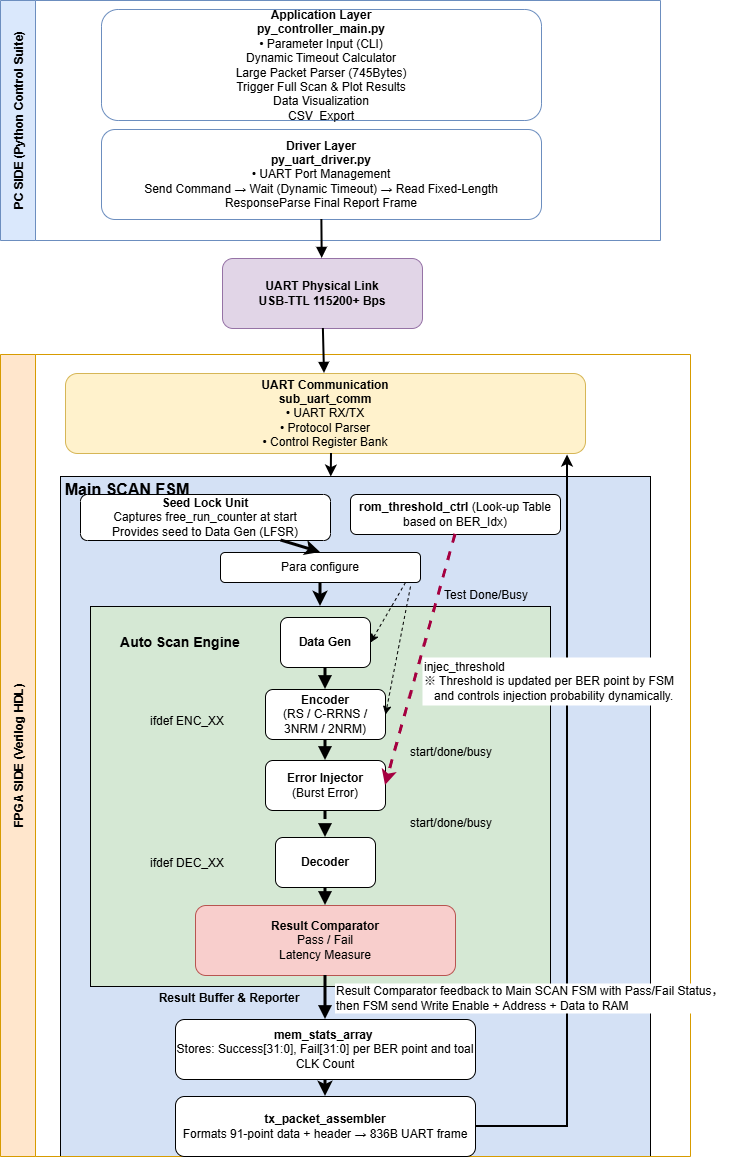 PC SIDE (Python Control Suite)
Application Layer
py_controller_main.py
• Parameter Input (CLI)
Dynamic Timeout Calculator
Large Packet Parser (745Bytes)
Trigger Full Scan & Plot Results
Data Visualization
CSV Export
Driver Layer
py_uart_driver.py
• UART Port Management
Send Command → Wait (Dynamic Timeout) → Read Fixed-Length
ResponseParse Final Report Frame
UART Physical Link
USB-TTL 115200+ Bps
FPGA SIDE (Verilog HDL)
UART Communication
sub_uart_comm
• UART RX/TX
• Protocol Parser
• Control Register Bank
Main SCAN FSM
Seed Lock Unit
Captures free_run_counter at start
Provides seed to Data Gen (LFSR)
rom_threshold_ctrl (Look-up Table
based on BER_Idx)
Para configure
Test Done/Busy
Auto Scan Engine
Data Gen
injec_threshold
※ Threshold is updated per BER point by FSM
and controls injection probability dynamically.
Encoder
(RS / C-RRNS /
3NRM / 2NRM)
ifdef ENC_XX
start/done/busy
Error Injector
(Burst Error)
start/done/busy
ifdef DEC_XX
Decoder
Result Comparator
Pass / Fail
Latency Measure
Result Buffer & Reporter
Result Comparator feedback to Main SCAN FSM with Pass/Fail Status，
then FSM send Write Enable + Address + Data to RAM
mem_stats_array
Stores: Success[31:0], Fail[31:0] per BER point and toal
CLK Count
tx_packet_assembler
Formats 91-point data + header → 836B UART frame